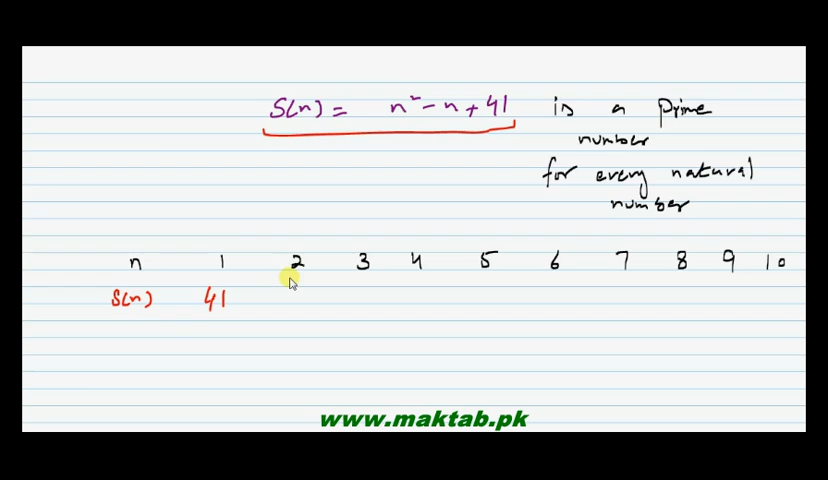 S(n) = n² - n + 41 is a prime
number
for every natural
number
n 1 2 3 4 5 6 7 8 9 10
S(n) 41
www.maktab.pk